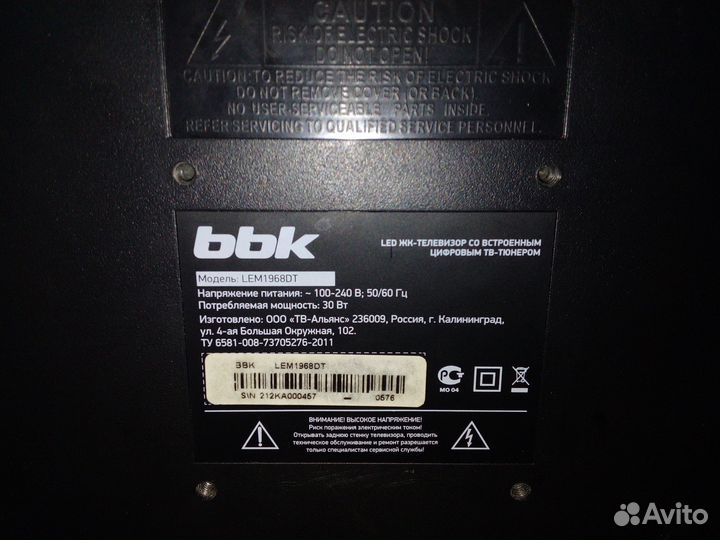 CAUTION
RISK OF ELECTRIC SHOCK
DO NOT OPEN!
CAUTION: TO REDUCE THE RISK OF ELECTRIC SHOCK
DO NOT REMOVE COVER (OR BACK).
NO USER-SERVICEABLE PARTS INSIDE.
REFER SERVICING TO QUALIFIED SERVICE PERSONNEL.
bbk
LED ЖК-ТЕЛЕВИЗОР СО ВСТРОЕННЫМ
ЦИФРОВЫМ ТВ-ТЮНЕРОМ
Модель: LEM1968DT
Напряжение питания: ~ 100-240 В; 50/60 Гц
Потребляемая мощность: 30 Вт
Изготовлено: ООО «ТВ-Альянс» 236009, Россия, г. Калининград,
ул. 4-ая Большая Окружная, 102.
ТУ 6581-008-73705276-2011
BBK LEM1968DT
S\N 212KA000457 — 0576
МО 04
ВНИМАНИЕ! ВЫСОКОЕ НАПРЯЖЕНИЕ!
Риск поражения электрическим током!
Открывать заднюю стенку телевизора, проводить
техническое обслуживание и ремонт разрешается
только специалистам сервисной службы!
Avito